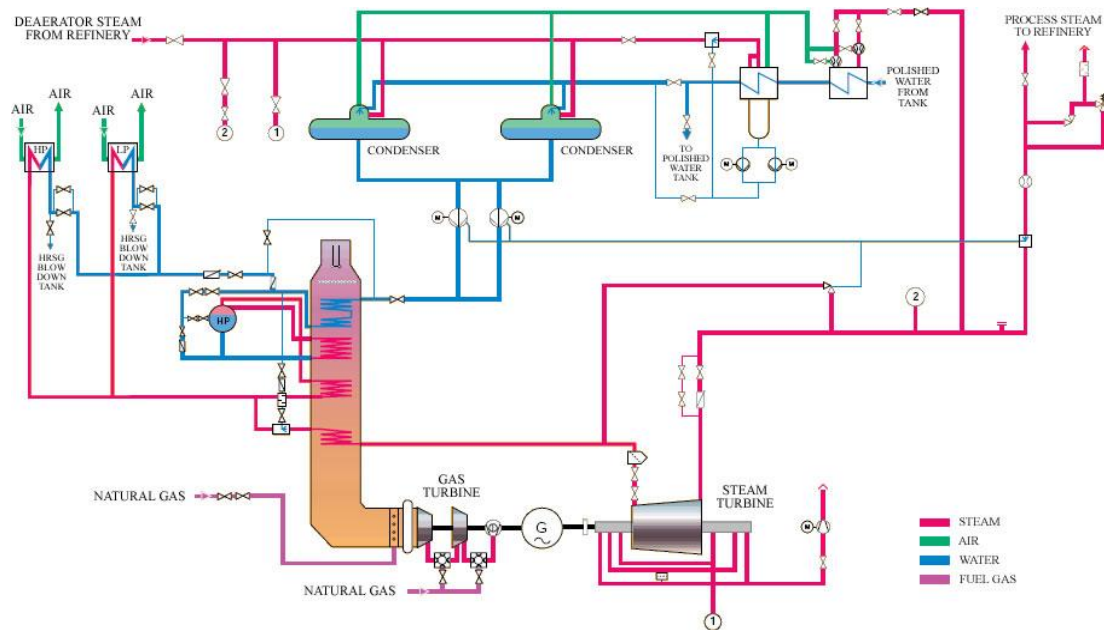 DEAERATOR STEAM
FROM REFINERY
PROCESS STEAM
TO REFINERY
POLISHED
WATER
FROM
TANK
AIR
AIR
AIR
AIR
2
1
CONDENSER
CONDENSER
TO
POLISHED
WATER
TANK
M
M
HP
LP
HRSG
BLOW
DOWN
TANK
HRSG
BLOW
DOWN
TANK
M
M
2
HP
GAS
TURBINE
STEAM
TURBINE
NATURAL GAS
G
M
STEAM
AIR
WATER
FUEL GAS
NATURAL GAS
1